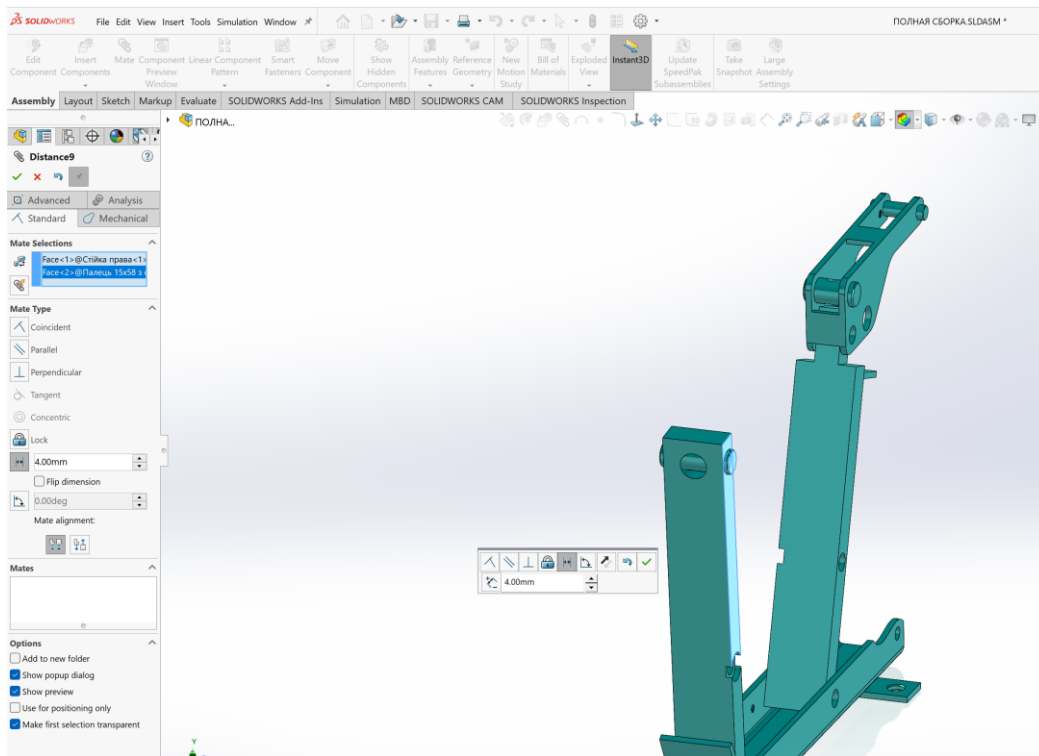 SOLIDWORKS File Edit View Insert Tools Simulation Window ПОЛНАЯ СБОРКА.SLDASM *
Edit Component
Insert Components
Mate
Component Preview Window
Linear Component Pattern
Smart Fasteners
Move Component
Show Hidden Components
Assembly Features
Reference Geometry
New Motion Study
Bill of Materials
Exploded View
Instant3D
Update SpeedPak Subassemblies
Take Snapshot
Large Assembly Settings
Assembly Layout Sketch Markup Evaluate SOLIDWORKS Add-Ins Simulation MBD SOLIDWORKS CAM SOLIDWORKS Inspection
ПОЛНА...
Distance9
Advanced Analysis
Standard Mechanical
Mate Selections
Face<1>@Стійка права<1>
Face<2>@Палець 15x58 з
Mate Type
Coincident
Parallel
Perpendicular
Tangent
Concentric
Lock
4.00mm
Flip dimension
0.00deg
Mate alignment:
4.00mm
Mates
Options
Add to new folder
Show popup dialog
Show preview
Use for positioning only
Make first selection transparent
Y